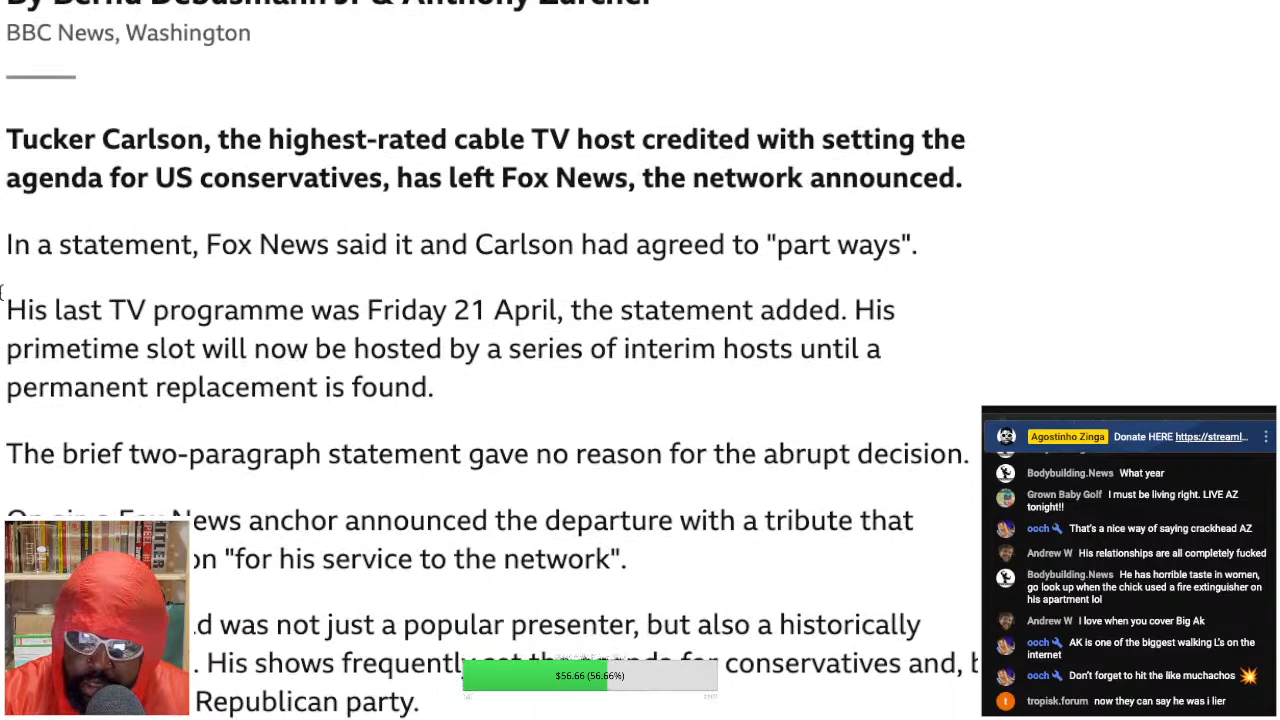 By Bernd Debusmann Jr & Anthony Zurcher
BBC News, Washington
Tucker Carlson, the highest-rated cable TV host credited with setting the
agenda for US conservatives, has left Fox News, the network announced.
In a statement, Fox News said it and Carlson had agreed to "part ways".
His last TV programme was Friday 21 April, the statement added. His
primetime slot will now be hosted by a series of interim hosts until a
permanent replacement is found.
The brief two-paragraph statement gave no reason for the abrupt decision.
News anchor announced the departure with a tribute that
on "for his service to the network".
d was not just a popular presenter, but also a historically
. His shows frequently set the agenda for conservatives and, b
Republican party.
$56.66 (56.66%)
Agostinho Zinga Donate HERE https://streaml...
Bodybuilding.News What year
Grown Baby Golf I must be living right. LIVE AZ
tonight!!
ooch That's a nice way of saying crackhead AZ
Andrew W His relationships are all completely fucked
Bodybuilding.News He has horrible taste in women,
go look up when the chick used a fire extinguisher on
his apartment lol
Andrew W I love when you cover Big Ak
ooch AK is one of the biggest walking L's on the
internet
ooch Don't forget to hit the like muchachos 💥
t tropisk.forum now they can say he was i lier